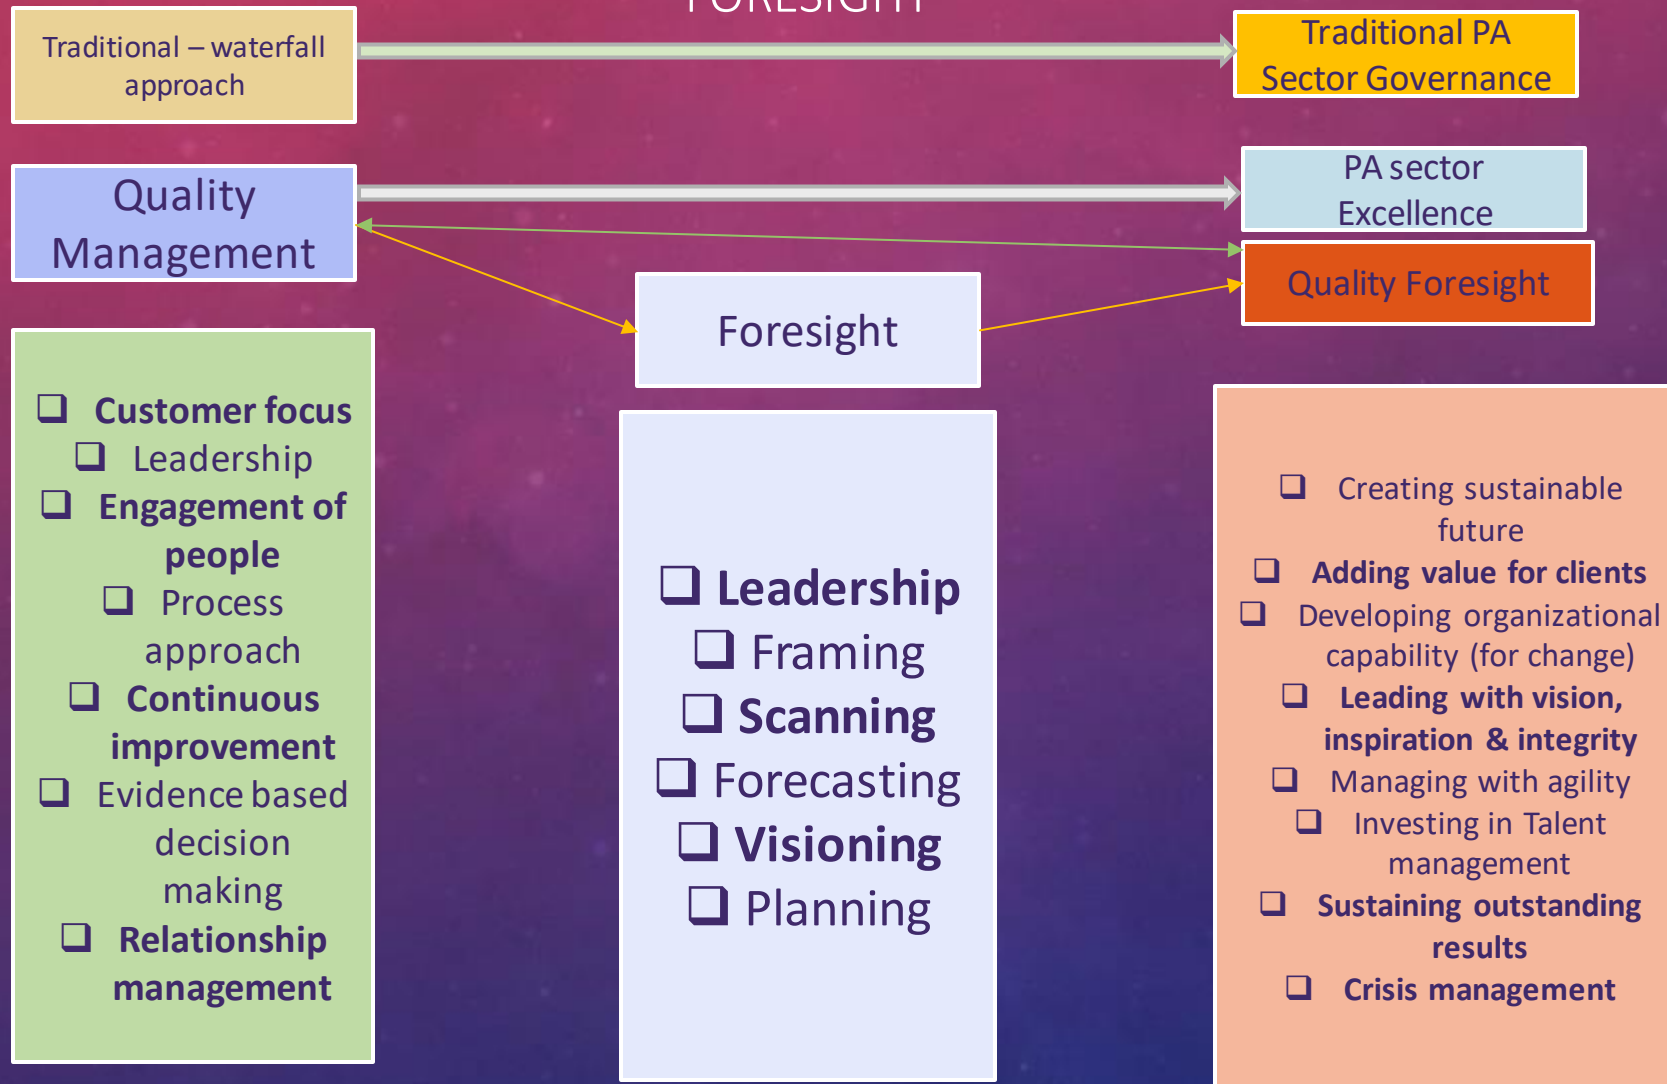 FORESIGHT
Traditional – waterfall
approach
Traditional PA
Sector Governance
Quality
Management
PA sector
Excellence
Quality Foresight
Foresight
❑ Customer focus
❑ Leadership
❑ Engagement of
people
❑ Process
approach
❑ Continuous
improvement
❑ Evidence based
decision
making
❑ Relationship
management
❑ Leadership
❑ Framing
❑ Scanning
❑ Forecasting
❑ Visioning
❑ Planning
❑ Creating sustainable
future
❑ Adding value for clients
❑ Developing organizational
capability (for change)
❑ Leading with vision,
inspiration & integrity
❑ Managing with agility
❑ Investing in Talent
management
❑ Sustaining outstanding
results
❑ Crisis management